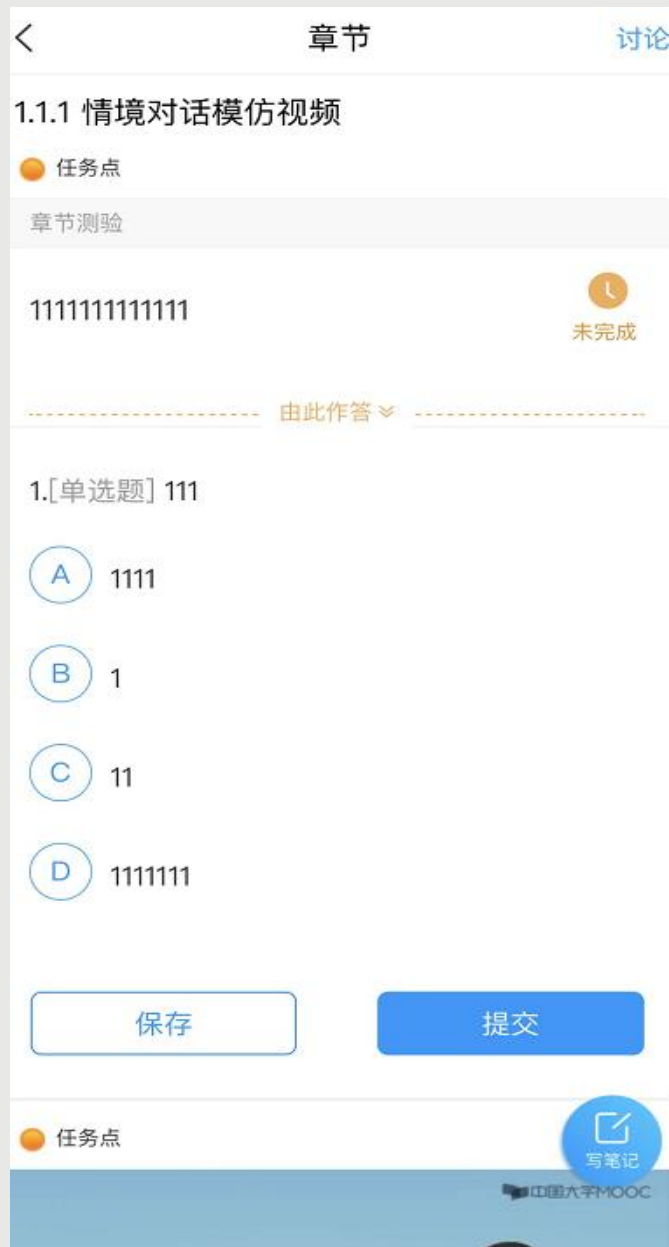 章节 讨论
1.1.1 情境对话模仿视频
任务点
章节测验
1111111111111
未完成
由此作答
1.[单选题] 111
A 1111
B 1
C 11
D 1111111
保存 提交
任务点
写笔记
中国大学MOOC